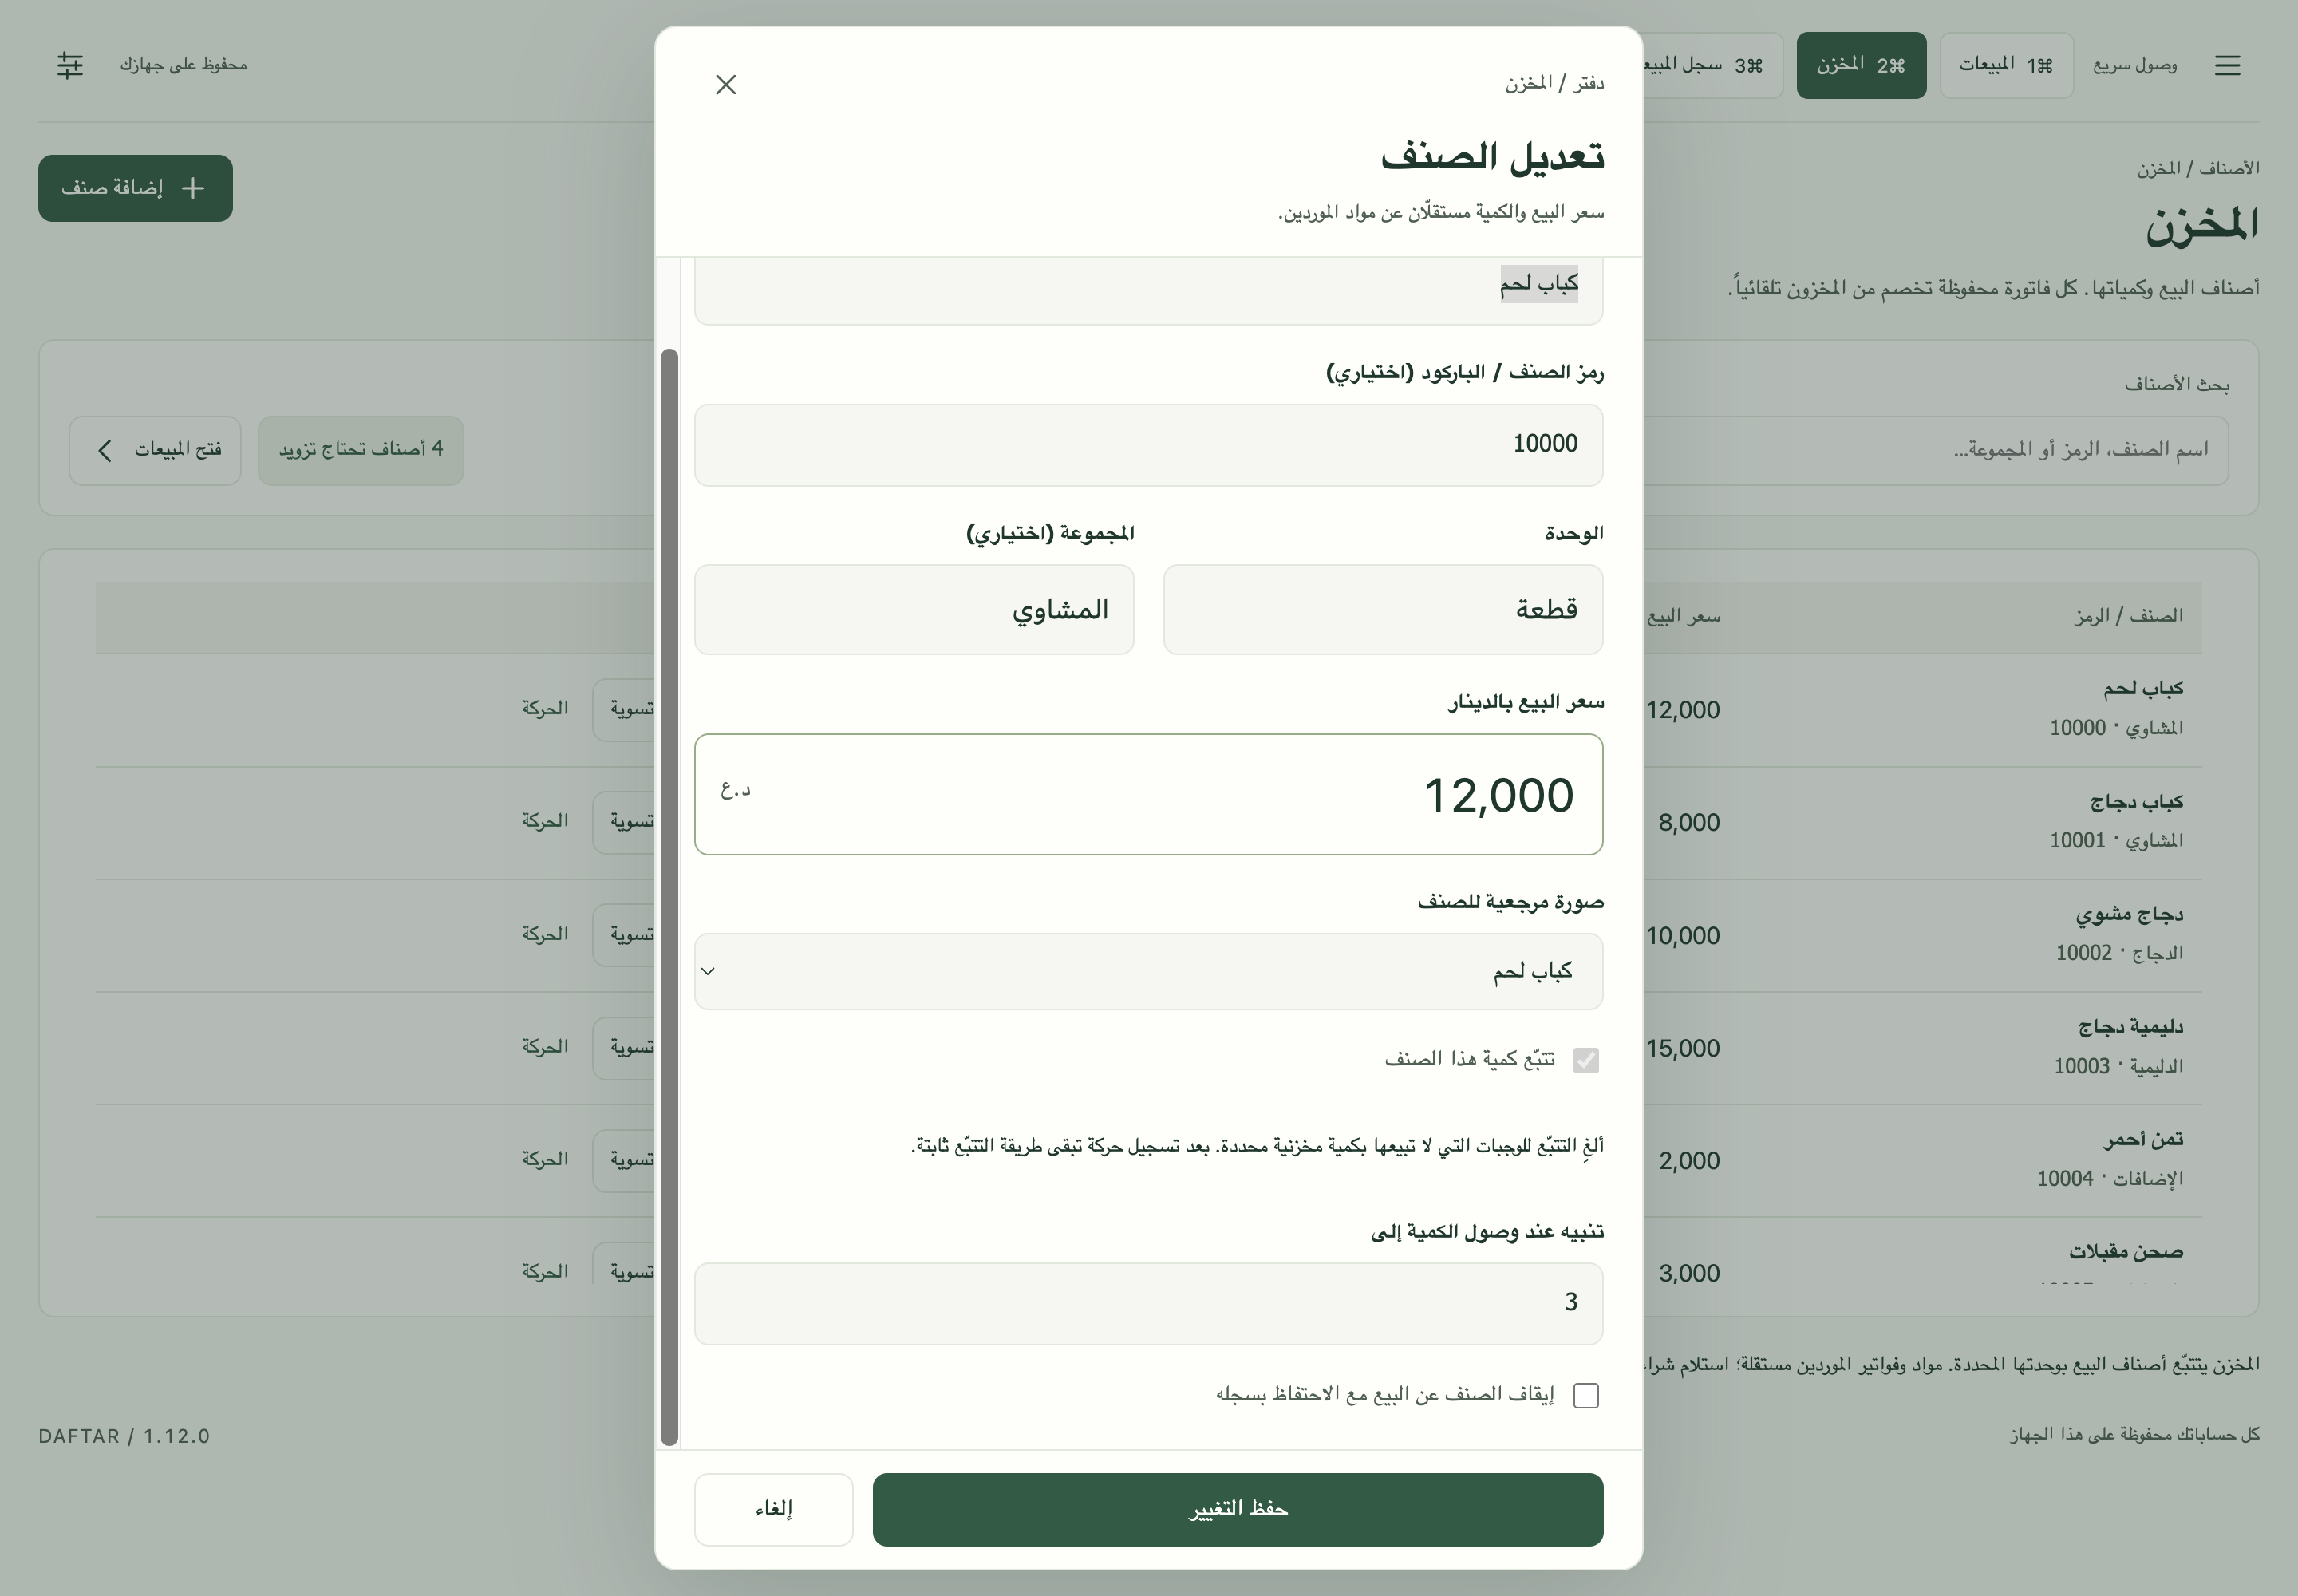 وصول سريع
⌘1 المبيعات
⌘2 المخزن
⌘3 سجل
محفوظ على جهازك
الأصناف / المخزن
المخزن
أصناف البيع وكمياتها. كل فاتورة محفوظة تخصم من المخزون تلقائياً.
إضافة صنف
بحث الأصناف
اسم الصنف، الرمز أو المجموعة...
4 أصناف تحتاج تزويد
فتح المبيعات
الصنف / الرمز
سعر البيع
كباب لحم
المشاوي · 10000
12,000
تسوية
الحركة
كباب دجاج
المشاوي · 10001
8,000
تسوية
الحركة
دجاج مشوي
الدجاج · 10002
10,000
تسوية
الحركة
دليمية دجاج
الدليمية · 10003
15,000
تسوية
الحركة
تمن أحمر
الإضافات · 10004
2,000
تسوية
الحركة
صحن مقبلات
3,000
تسوية
الحركة
المخزن يتتبّع أصناف البيع بوحدتها المحددة. مواد وفواتير الموردين مستقلة؛ استلام
كل حساباتك محفوظة على هذا الجهاز
DAFTAR / 1.12.0
دفتر / المخزن
تعديل الصنف
سعر البيع والكمية مستقلّان عن مواد الموردين.
كباب لحم
رمز الصنف / الباركود (اختياري)
10000
الوحدة
قطعة
المجموعة (اختياري)
المشاوي
سعر البيع بالدينار
12,000
د.ع
صورة مرجعية للصنف
كباب لحم
تتبّع كمية هذا الصنف
ألغِ التتبّع للوجبات التي لا تبيعها بكمية مخزنية محددة. بعد تسجيل حركة تبقى طريقة التتبّع ثابتة.
تنبيه عند وصول الكمية إلى
3
إيقاف الصنف عن البيع مع الاحتفاظ بسجله
حفظ التغيير
إلغاء